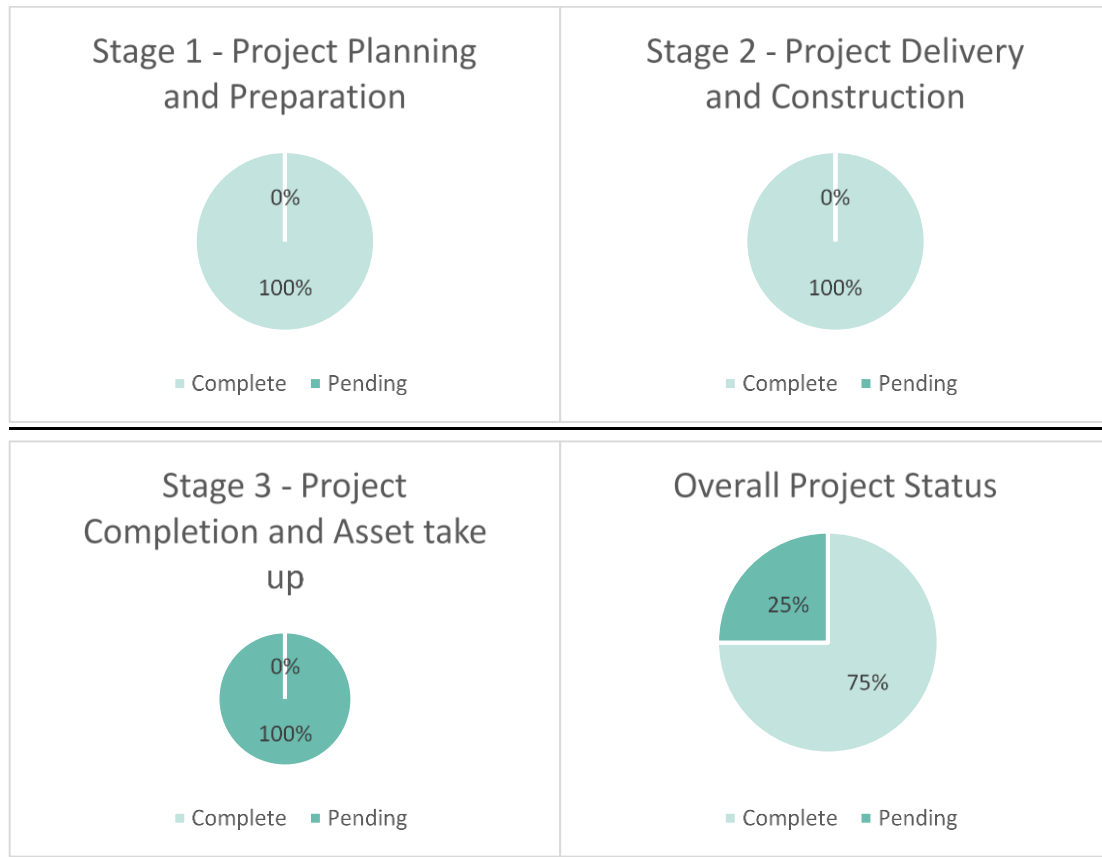 Stage 1 - Project Planning
and Preparation
0%
100%
Complete Pending
Stage 2 - Project Delivery
and Construction
0%
100%
Complete Pending
Stage 3 - Project
Completion and Asset take
up
0%
100%
Complete Pending
Overall Project Status
25%
75%
Complete Pending